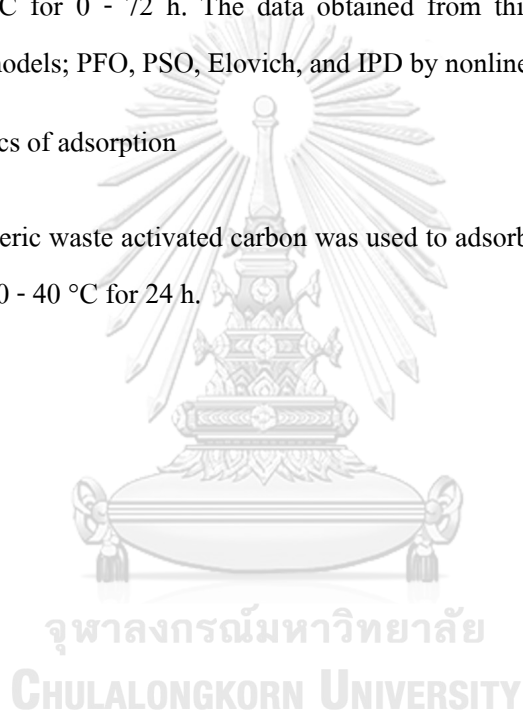 C for 0 - 72 h. The data obtained from thi
models; PFO, PSO, Elovich, and IPD by nonline
cs of adsorption
eric waste activated carbon was used to adsorb
0 - 40 °C for 24 h.
จุฬาลงกรณ์มหาวิทยาลัย
CHULALONGKORN UNIVERSITY